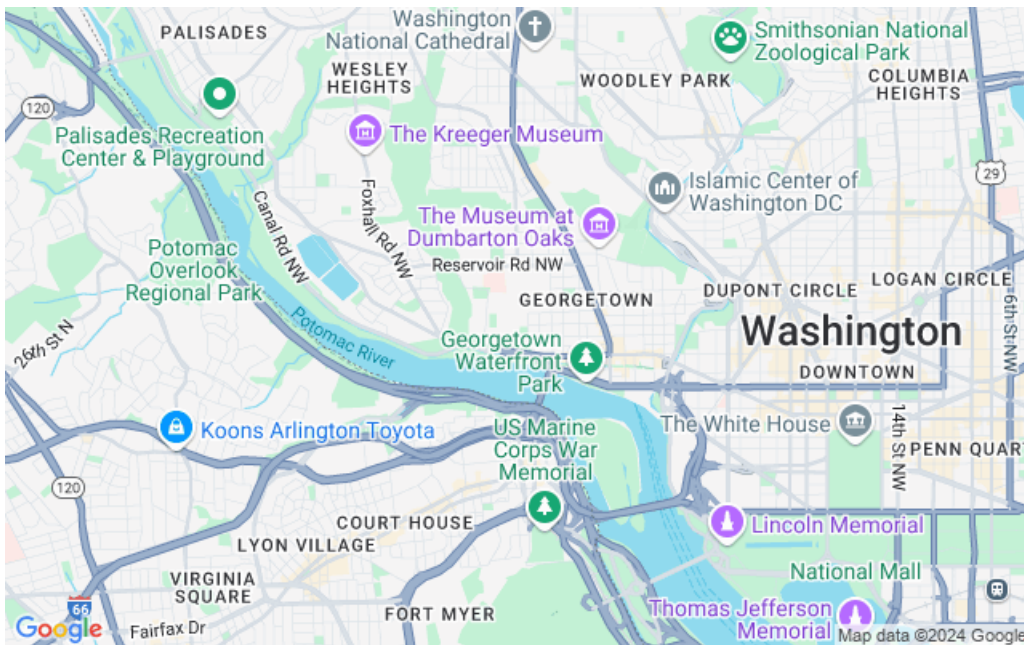 PALISADES
Washington
National Cathedral
Smithsonian National
Zoological Park
WESLEY
HEIGHTS
WOODLEY PARK
COLUMBIA
HEIGHTS
120
Palisades Recreation
Center & Playground
The Kreeger Museum
29
Islamic Center of
Washington DC
Foxhall Rd NW
Canal Rd NW
The Museum at
Dumbarton Oaks
Potomac
Overlook
Regional Park
Reservoir Rd NW
GEORGETOWN
DUPONT CIRCLE
LOGAN CIRCLE
6th St NW
26th St N
Potomac River
Georgetown
Waterfront
Park
Washington
DOWNTOWN
Koons Arlington Toyota
US Marine
Corps War
Memorial
The White House
14th St NW
PENN QUART
120
COURT HOUSE
LYON VILLAGE
Lincoln Memorial
National Mall
VIRGINIA
SQUARE
66
FORT MYER
Thomas Jefferson
Memorial
Google
Fairfax Dr
Map data ©2024 Google